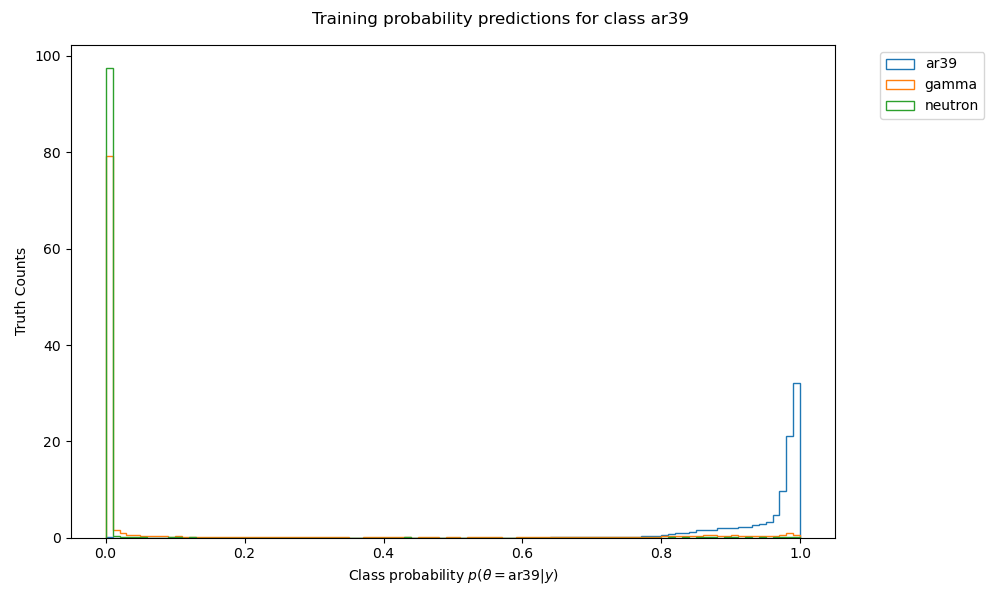 Training probability predictions for class ar39
100
80
60
40
20
0
Truth Counts
0.0 0.2 0.4 0.6 0.8 1.0
Class probability p(θ = ar39|y)
ar39
gamma
neutron